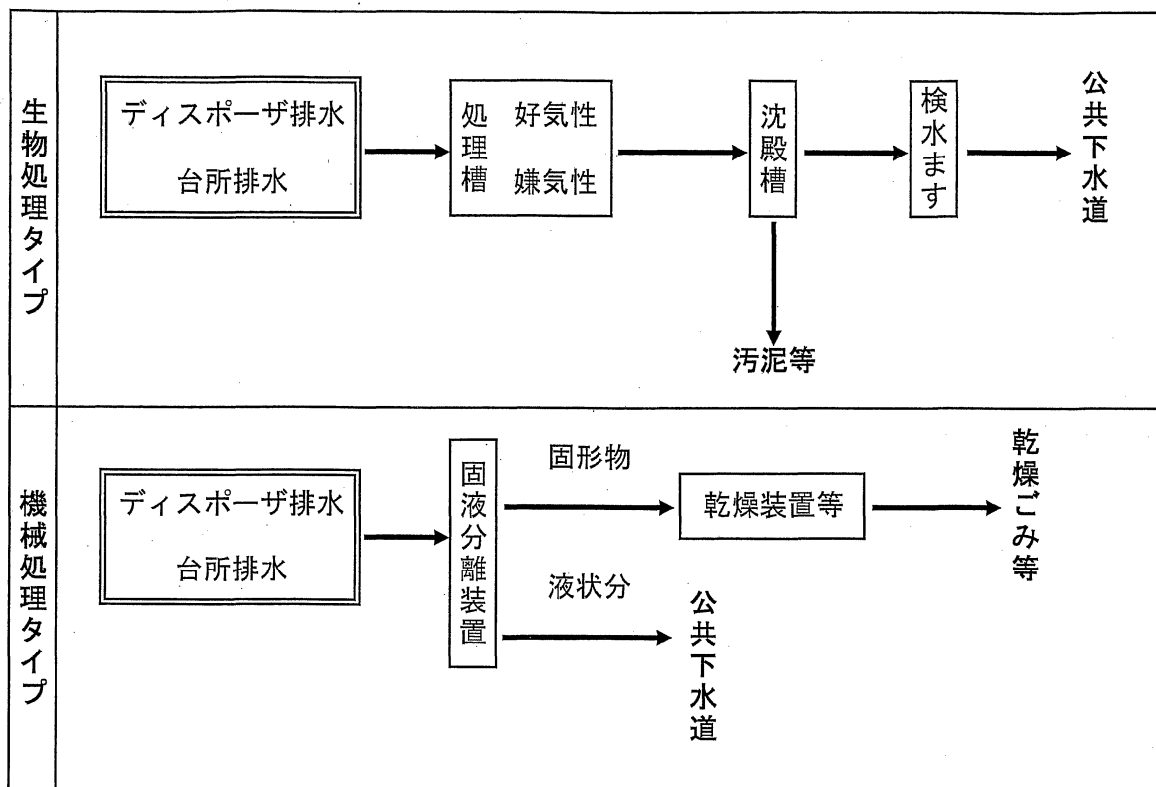 生物処理タイプ
ディスポーザ排水
台所排水
処理槽
好気性
嫌気性
沈殿槽
検水ます
公共下水道
汚泥等
機械処理タイプ
ディスポーザ排水
台所排水
固液分離装置
固形物
乾燥装置等
乾燥ごみ等
液状分
公共下水道